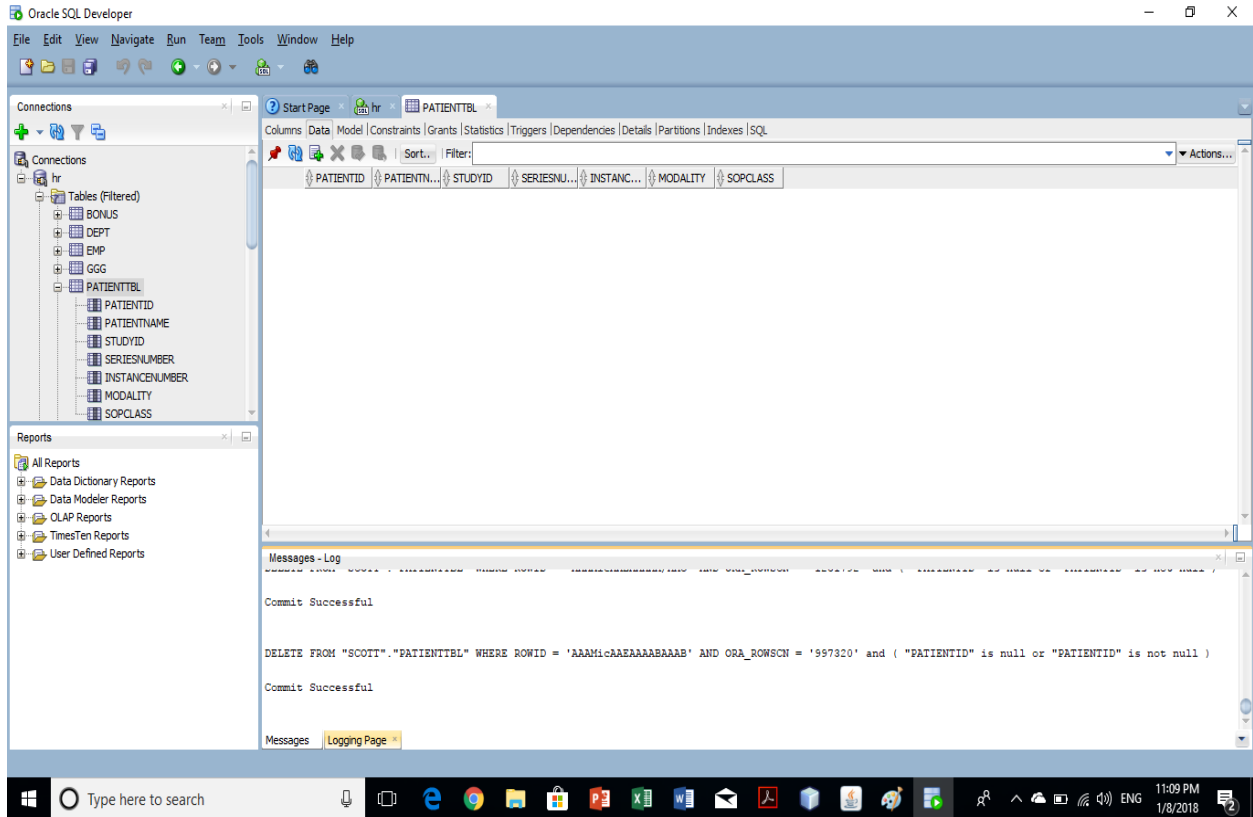 Oracle SQL Developer
File Edit View Navigate Run Team Tools Window Help
Connections
Connections
hr
Tables (Filtered)
BONUS
DEPT
EMP
GGG
PATIENTTBL
PATIENTID
PATIENTNAME
STUDYID
SERIESNUMBER
INSTANCENUMBER
MODALITY
SOPCLASS
Reports
All Reports
Data Dictionary Reports
Data Modeler Reports
OLAP Reports
TimesTen Reports
User Defined Reports
Start Page hr PATIENTTBL
Columns Data Model Constraints Grants Statistics Triggers Dependencies Details Partitions Indexes SQL
Sort.. Filter: Actions...
PATIENTID PATIENTN... STUDYID SERIESNU... INSTANC... MODALITY SOPCLASS
Messages - Log
Commit Successful
DELETE FROM "SCOTT"."PATIENTTBL" WHERE ROWID = 'AAAMicAAEAAAABAAAB' AND ORA_ROWSCN = '997320' and ( "PATIENTID" is null or "PATIENTID" is not null )
Commit Successful
Messages Logging Page
Type here to search
ENG
11:09 PM
1/8/2018
2